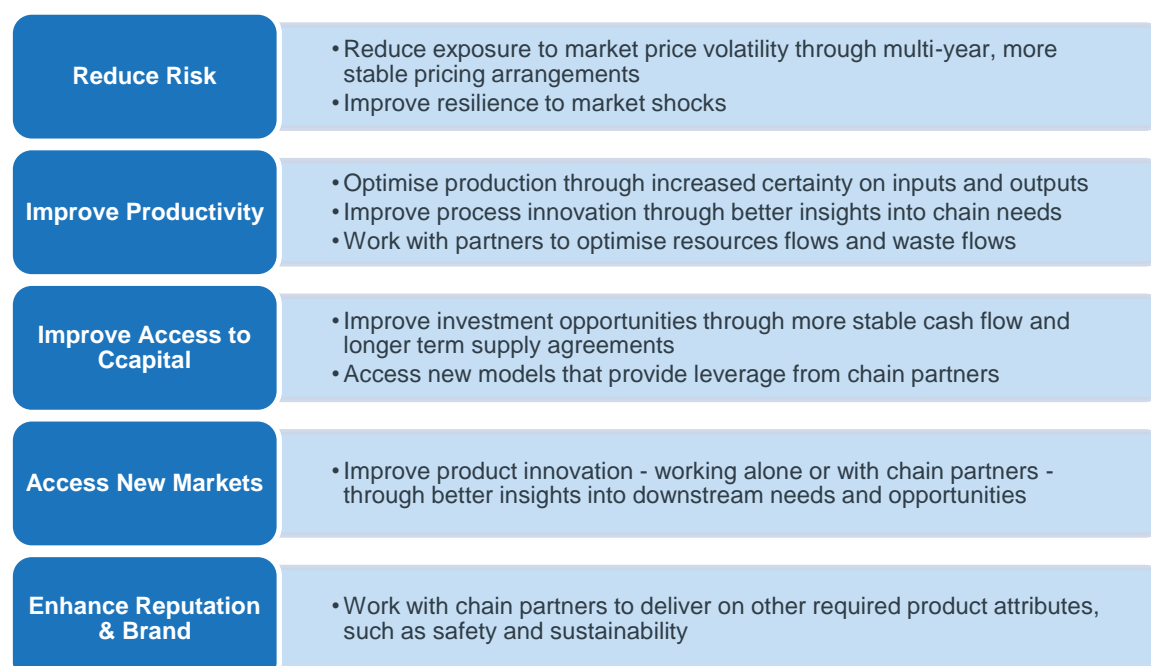 Reduce Risk
• Reduce exposure to market price volatility through multi-year, more
stable pricing arrangements
• Improve resilience to market shocks
Improve Productivity
• Optimise production through increased certainty on inputs and outputs
• Improve process innovation through better insights into chain needs
• Work with partners to optimise resources flows and waste flows
Improve Access to
Ccapital
• Improve investment opportunities through more stable cash flow and
longer term supply agreements
• Access new models that provide leverage from chain partners
Access New Markets
• Improve product innovation - working alone or with chain partners -
through better insights into downstream needs and opportunities
Enhance Reputation
& Brand
• Work with chain partners to deliver on other required product attributes,
such as safety and sustainability